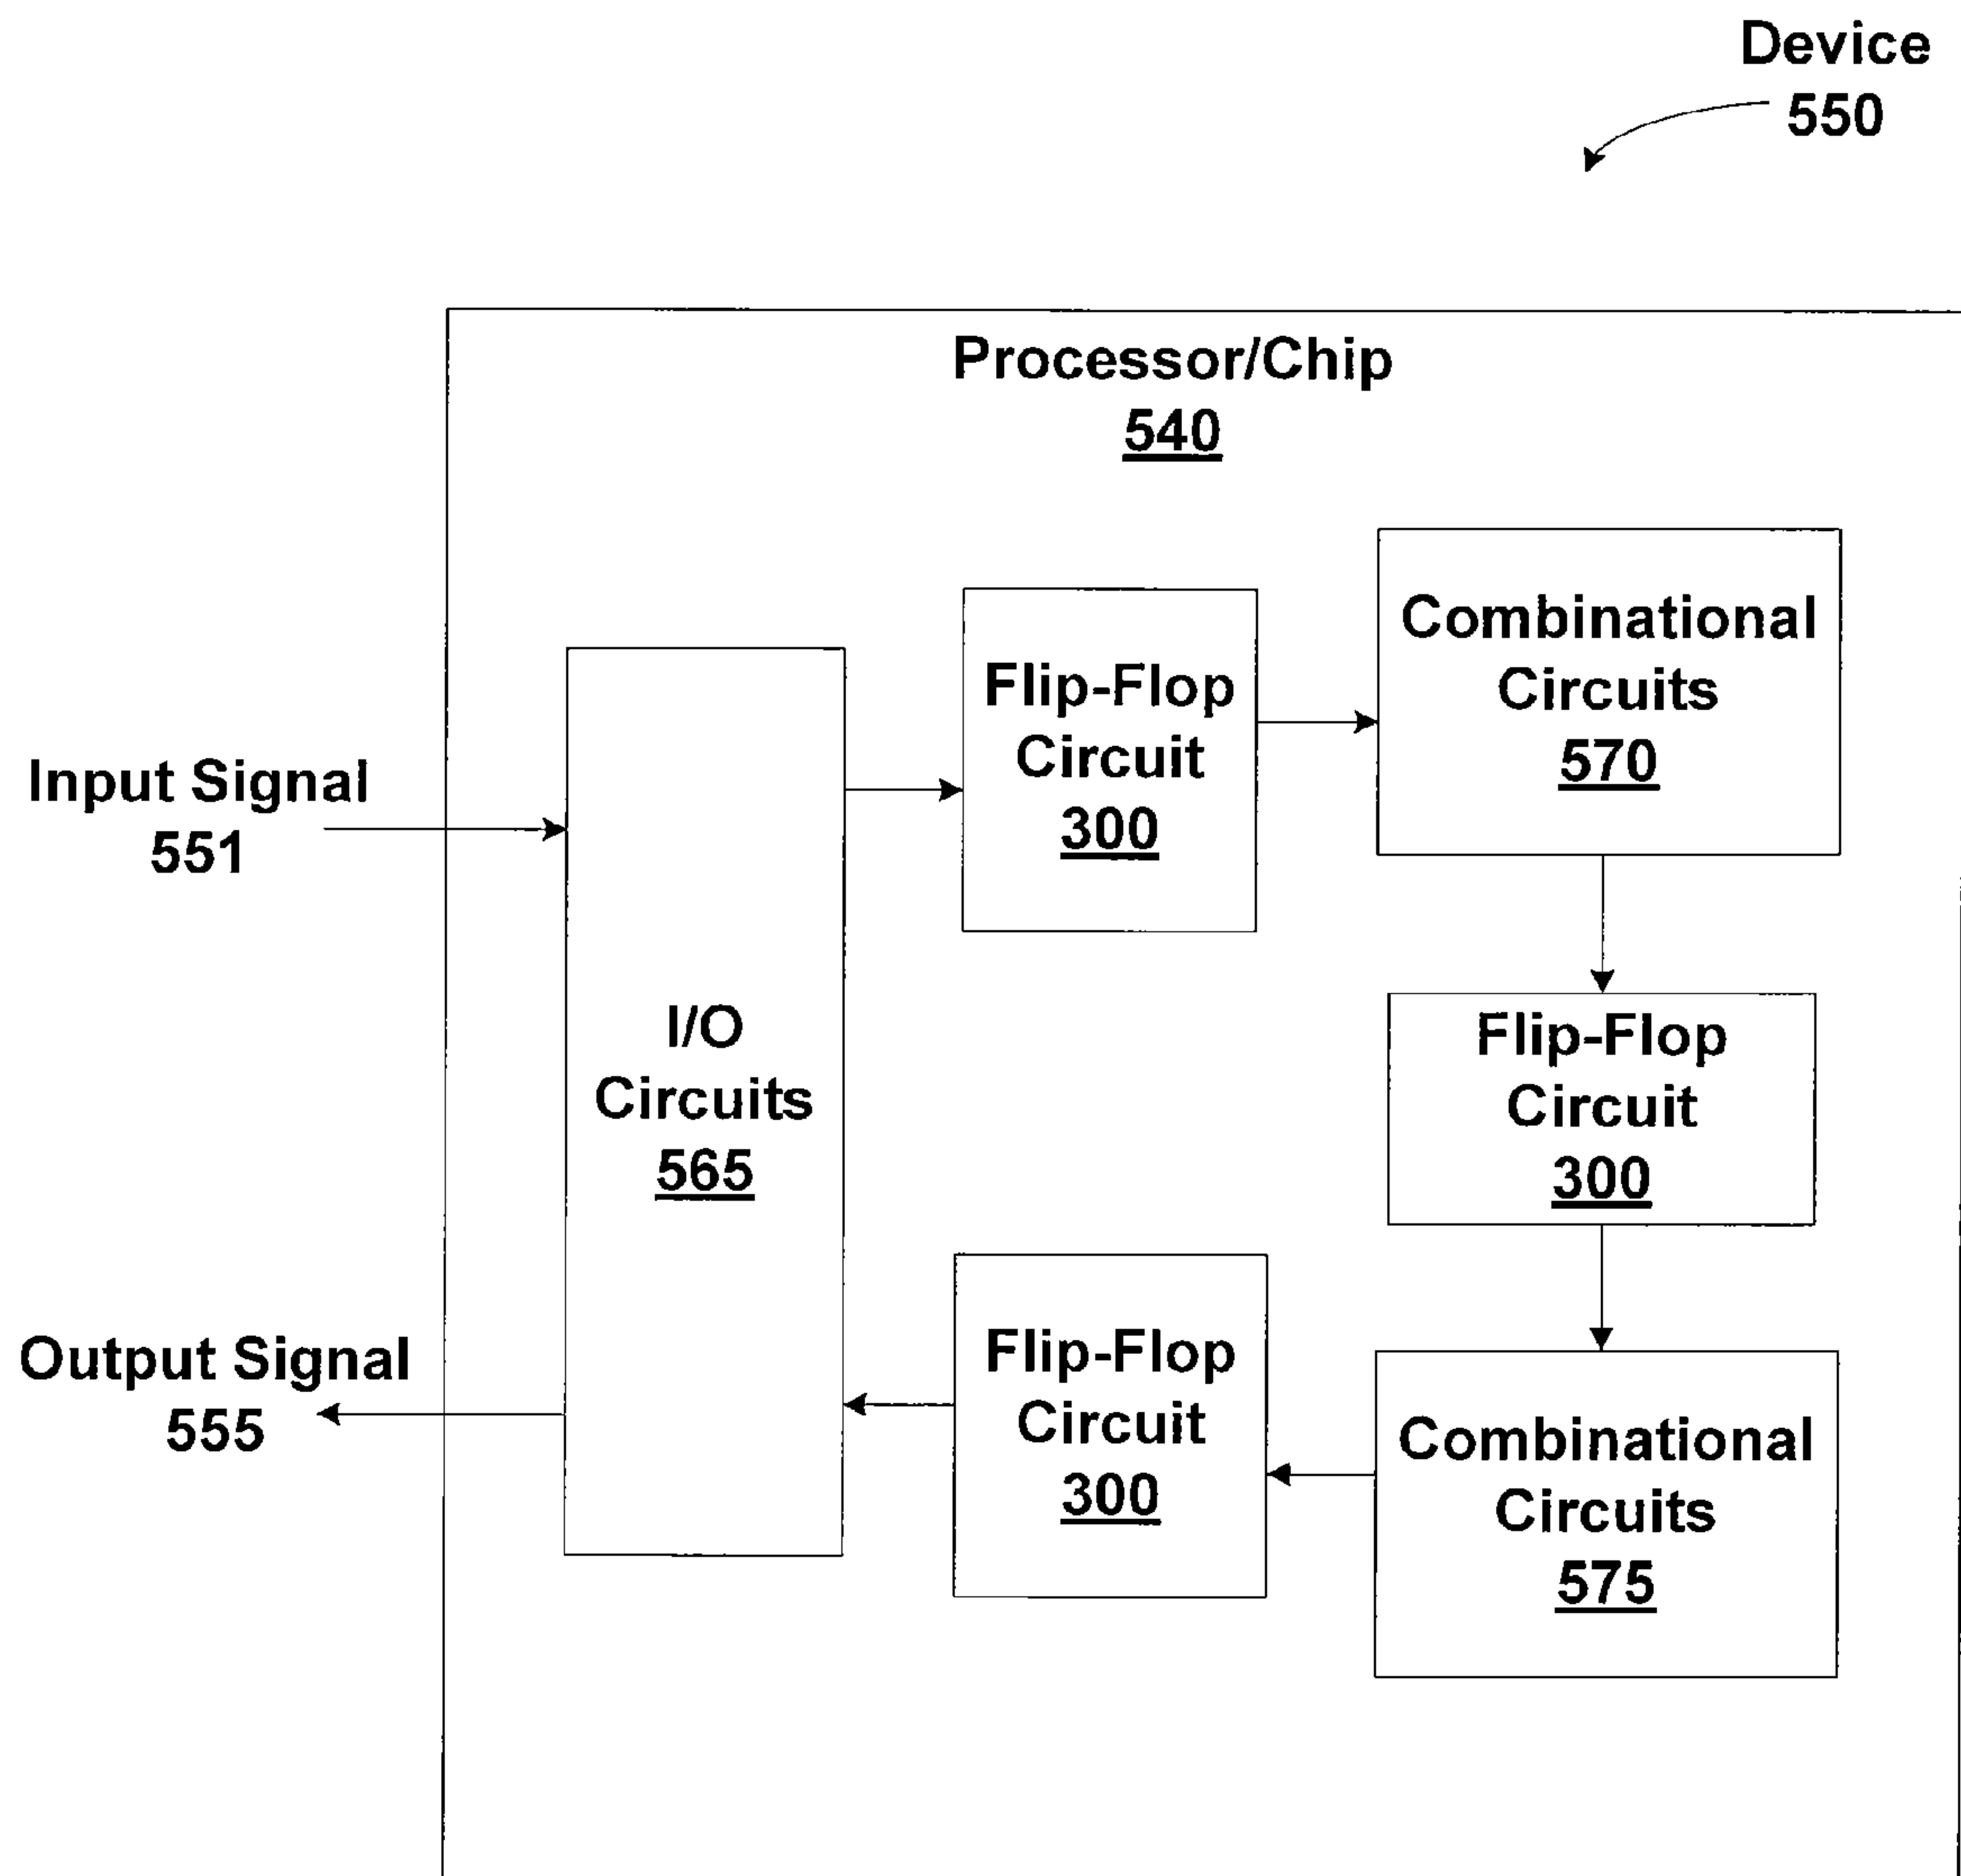 Device
550
Processor/Chip
540
Combinational
Circuits
570
Flip-Flop
Circuit
300
Input Signal
551
I/O
Circuits
565
Flip-Flop
Circuit
300
Output Signal
555
Flip-Flop
Circuit
300
Combinational
Circuits
575